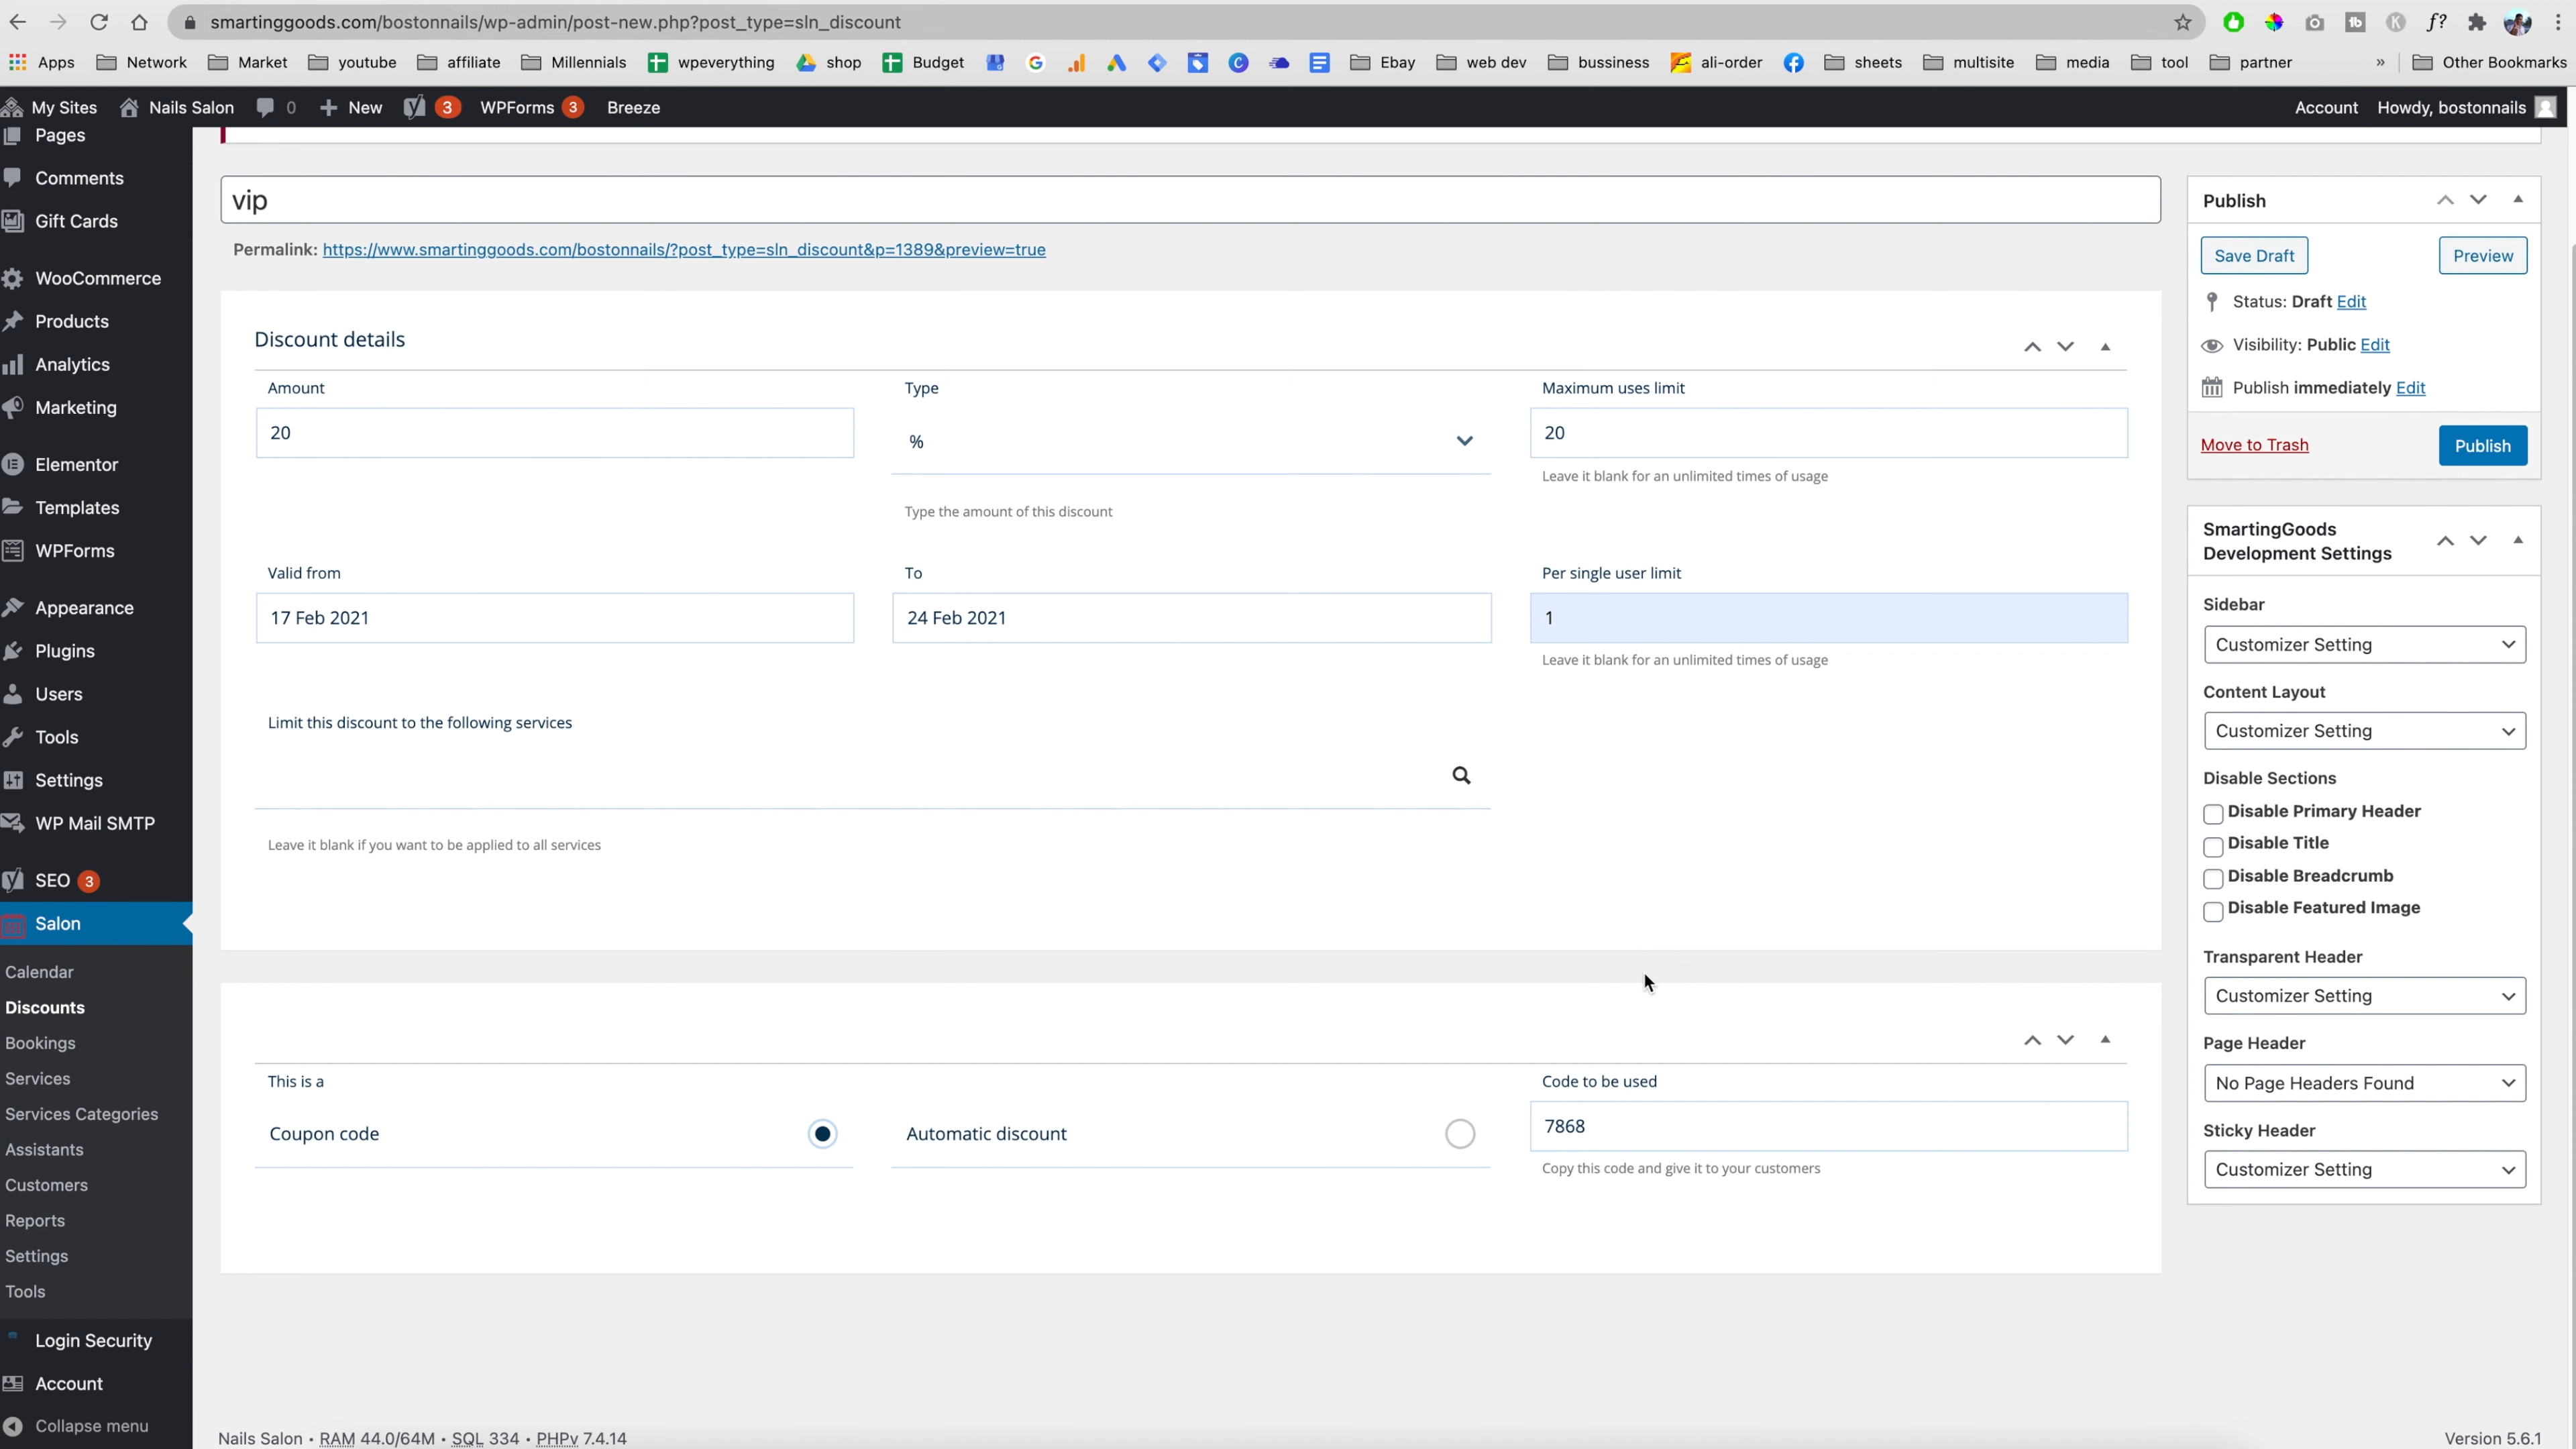 smartinggoods.com/bostonnails/wp-admin/post-new.php?post_type=sln_discount
Apps Network Market youtube affiliate Millennials wpeverything shop Budget Ebay web dev bussiness ali-order sheets multisite media tool partner » Other Bookmarks
My Sites Nails Salon 0 + New 3 WPForms 3 Breeze Account Howdy, bostonnails
Pages
Comments
Gift Cards
WooCommerce
Products
Analytics
Marketing
Elementor
Templates
WPForms
Appearance
Plugins
Users
Tools
Settings
WP Mail SMTP
SEO 3
Salon
Calendar
Discounts
Bookings
Services
Services Categories
Assistants
Customers
Reports
Settings
Tools
Login Security
Account
Collapse menu
vip
Permalink: https://www.smartinggoods.com/bostonnails/?post_type=sln_discount&p=1389&preview=true
Discount details
Amount
20
Type
%
Type the amount of this discount
Maximum uses limit
20
Leave it blank for an unlimited times of usage
Valid from
17 Feb 2021
To
24 Feb 2021
Per single user limit
1
Leave it blank for an unlimited times of usage
Limit this discount to the following services
Leave it blank if you want to be applied to all services
This is a
Coupon code
Automatic discount
Code to be used
7868
Copy this code and give it to your customers
Publish
Save Draft Preview
Status: Draft Edit
Visibility: Public Edit
Publish immediately Edit
Move to Trash Publish
SmartingGoods
Development Settings
Sidebar
Customizer Setting
Content Layout
Customizer Setting
Disable Sections
Disable Primary Header
Disable Title
Disable Breadcrumb
Disable Featured Image
Transparent Header
Customizer Setting
Page Header
No Page Headers Found
Sticky Header
Customizer Setting
Nails Salon • RAM 44.0/64M • SQL 334 • PHPv 7.4.14
Version 5.6.1